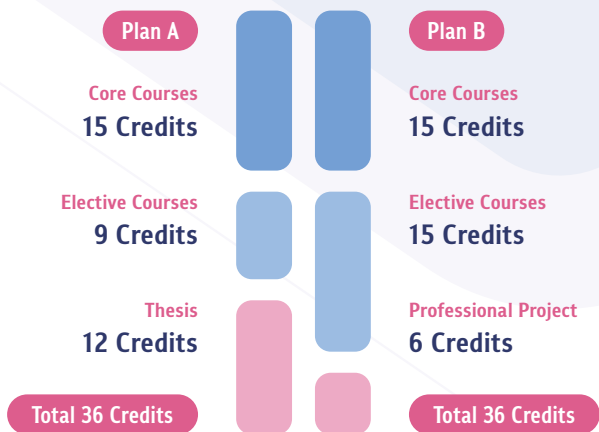 Plan A
Core Courses
15 Credits
Elective Courses
9 Credits
Thesis
12 Credits
Total 36 Credits
Plan B
Core Courses
15 Credits
Elective Courses
15 Credits
Professional Project
6 Credits
Total 36 Credits